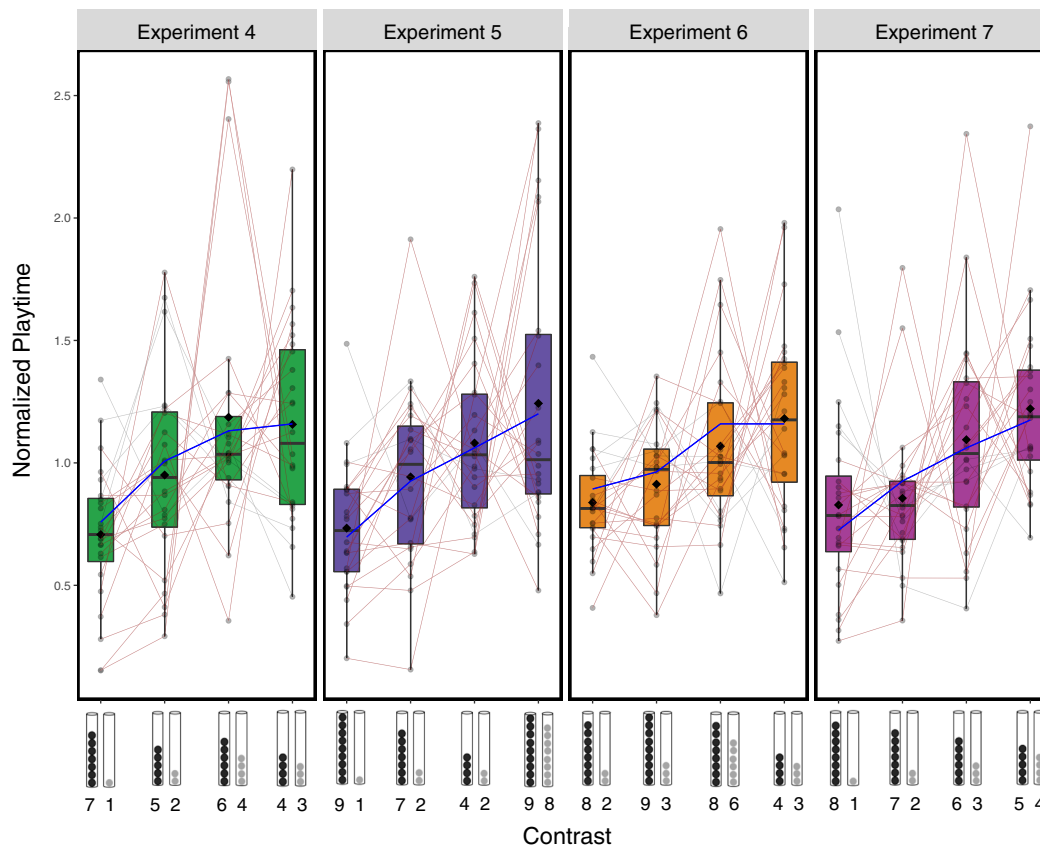 Experiment 4 Experiment 5 Experiment 6 Experiment 7
2.5
2.0
1.5
1.0
0.5
Normalized Playtime
7 1 5 2 6 4 4 3 9 1 7 2 4 2 9 8 8 2 9 3 8 6 4 3 8 1 7 2 6 3 5 4
Contrast